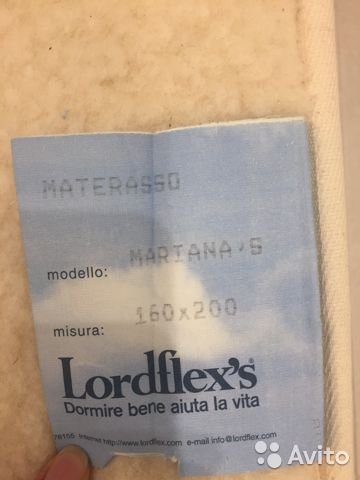 MATERASSO
modello: MARIANA'S
misura: 160x200
Lordflex's®
Dormire bene aiuta la vita
76105 Internet http://www.lordflex.com e-mail info@lordflex.com
Avito